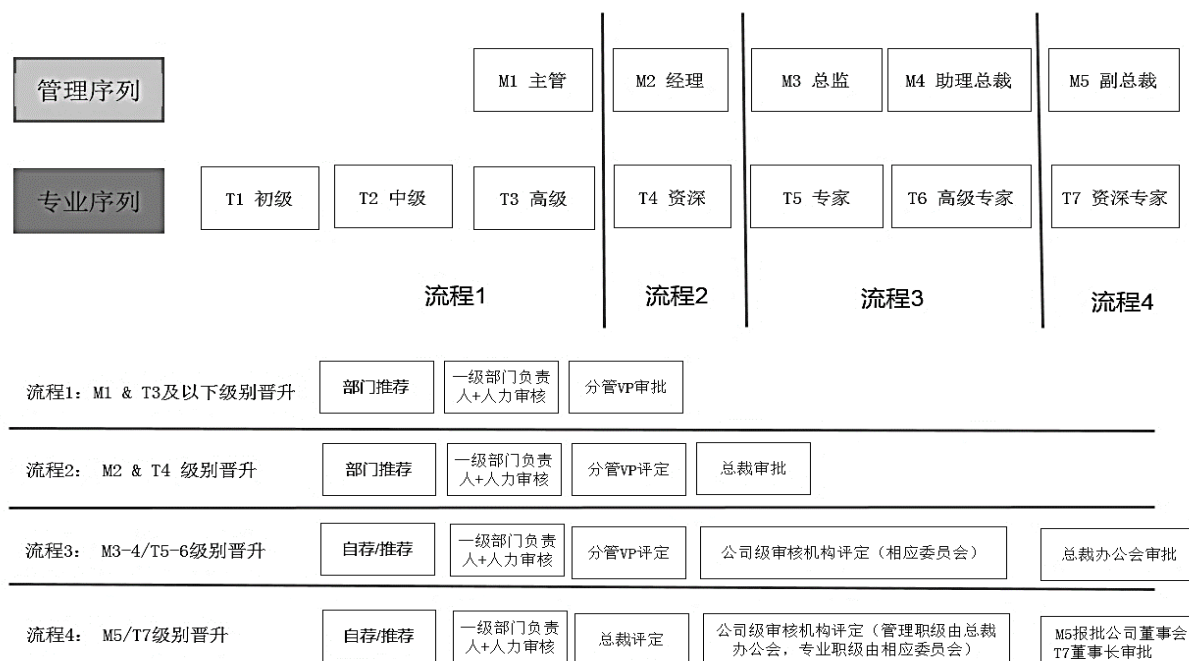 管理序列 M1 主管 M2 经理 M3 总监 M4 助理总裁 M5 副总裁
专业序列 T1 初级 T2 中级 T3 高级 T4 资深 T5 专家 T6 高级专家 T7 资深专家
流程1 流程2 流程3 流程4
流程1：M1 & T3及以下级别晋升
部门推荐
一级部门负责
人+人力审核
分管VP审批
流程2： M2 & T4 级别晋升
部门推荐
一级部门负责
人+人力审核
分管VP评定
总裁审批
流程3： M3-4/T5-6级别晋升
自荐/推荐
一级部门负责
人+人力审核
分管VP评定
公司级审核机构评定（相应委员会）
总裁办公会审批
流程4： M5/T7级别晋升
自荐/推荐
一级部门负责
人+人力审核
总裁评定
公司级审核机构评定（管理职级由总裁
办公会，专业职级由相应委员会）
M5报批公司董事会
T7董事长审批